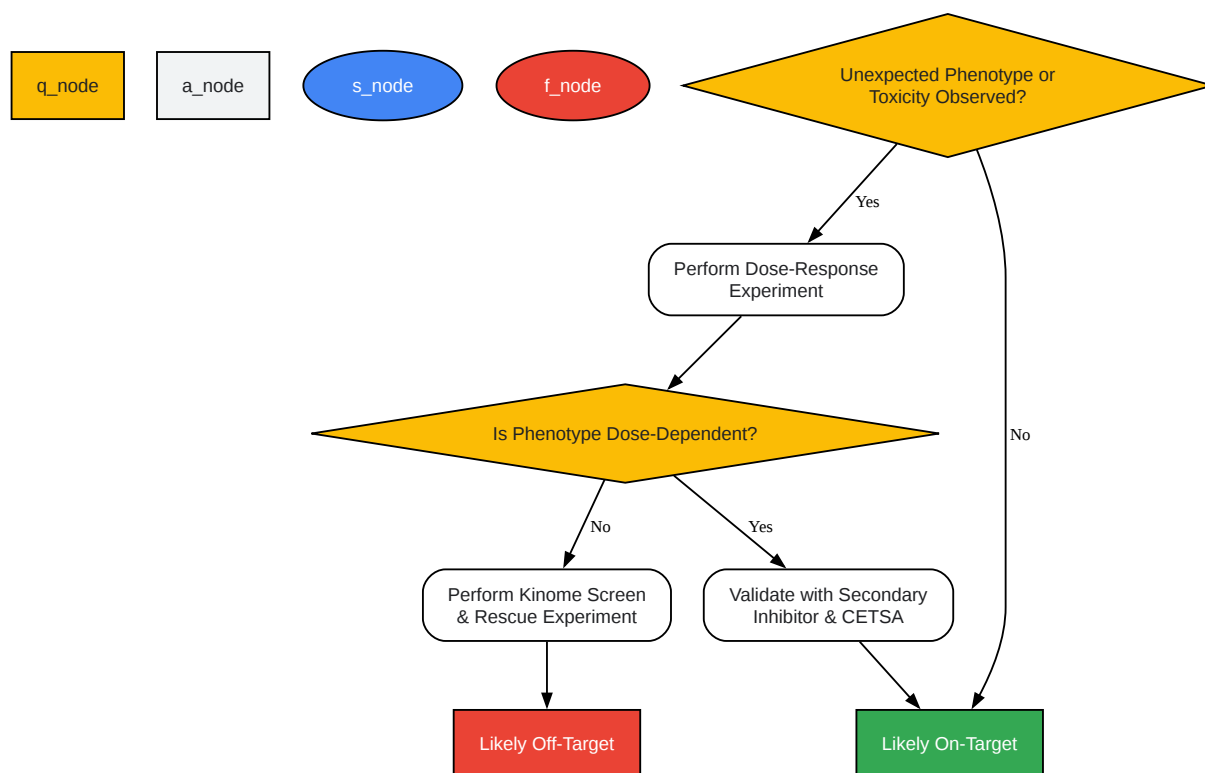 q_node
a_node
s_node
f_node
Unexpected Phenotype or
Toxicity Observed?
Yes
Perform Dose-Response
Experiment
Is Phenotype Dose-Dependent?
No
No
Yes
Perform Kinome Screen
& Rescue Experiment
Validate with Secondary
Inhibitor & CETSA
Likely Off-Target
Likely On-Target